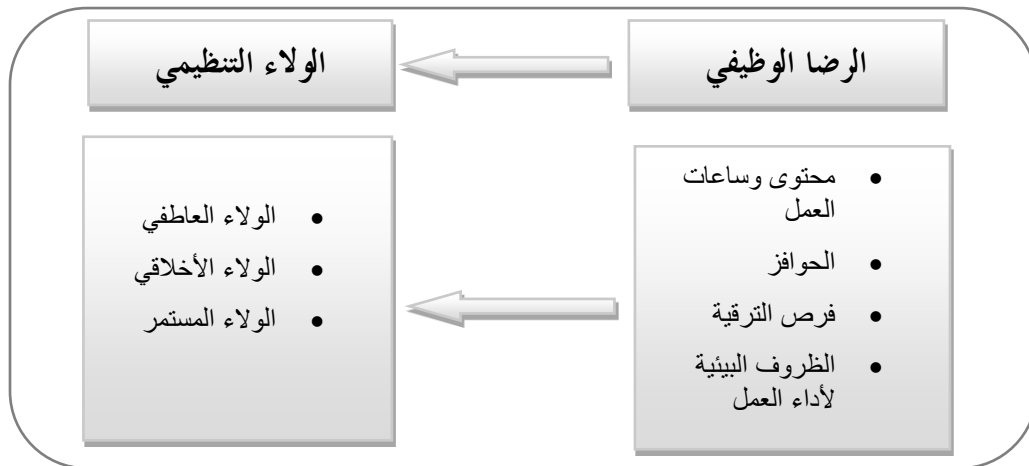 الرضا الوظيفي
الولاء التنظيمي
• محتوى وساعات
العمل
• الحوافز
• فرص الترقية
• الظروف البيئية
لأداء العمل
• الولاء العاطفي
• الولاء الأخلاقي
• الولاء المستمر